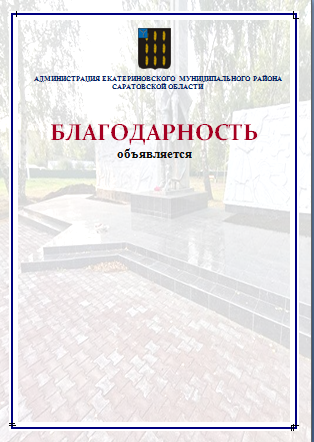 АДМИНИСТРАЦИЯ ЕКАТЕРИНОВСКОГО МУНИЦИПАЛЬНОГО РАЙОНА
САРАТОВСКОЙ ОБЛАСТИ
БЛАГОДАРНОСТЬ
объявляется